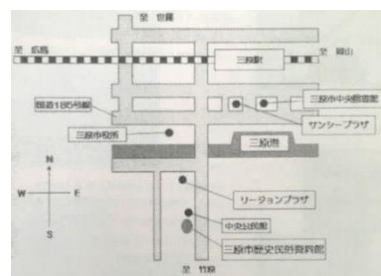 至 世羅
至 広島
三原駅
至 岡山
国道185号線
三原市中央図書館
サンシープラザ
三原市役所
三原港
N
W E
S
リージョンプラザ
中央公民館
三原市歴史民俗資料館
至 竹原